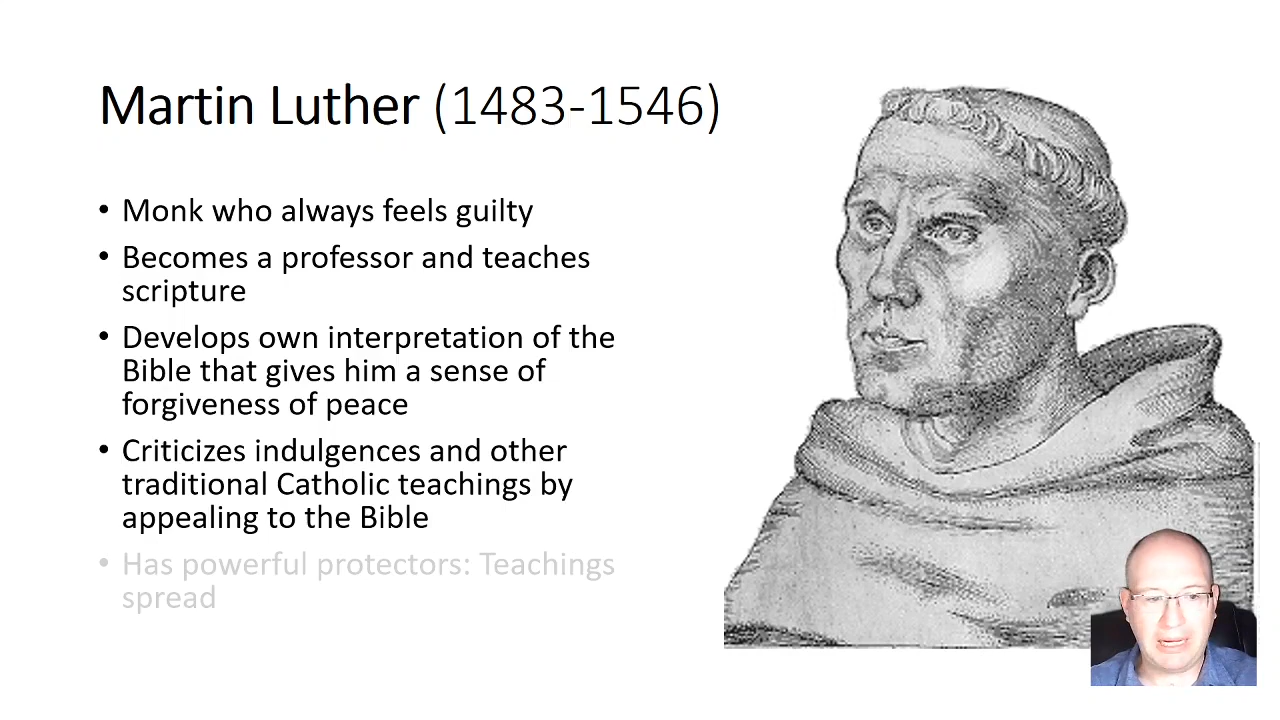 Martin Luther (1483-1546)
• Monk who always feels guilty
• Becomes a professor and teaches
scripture
• Develops own interpretation of the
Bible that gives him a sense of
forgiveness of peace
• Criticizes indulgences and other
traditional Catholic teachings by
appealing to the Bible
• Has powerful protectors: Teachings
spread